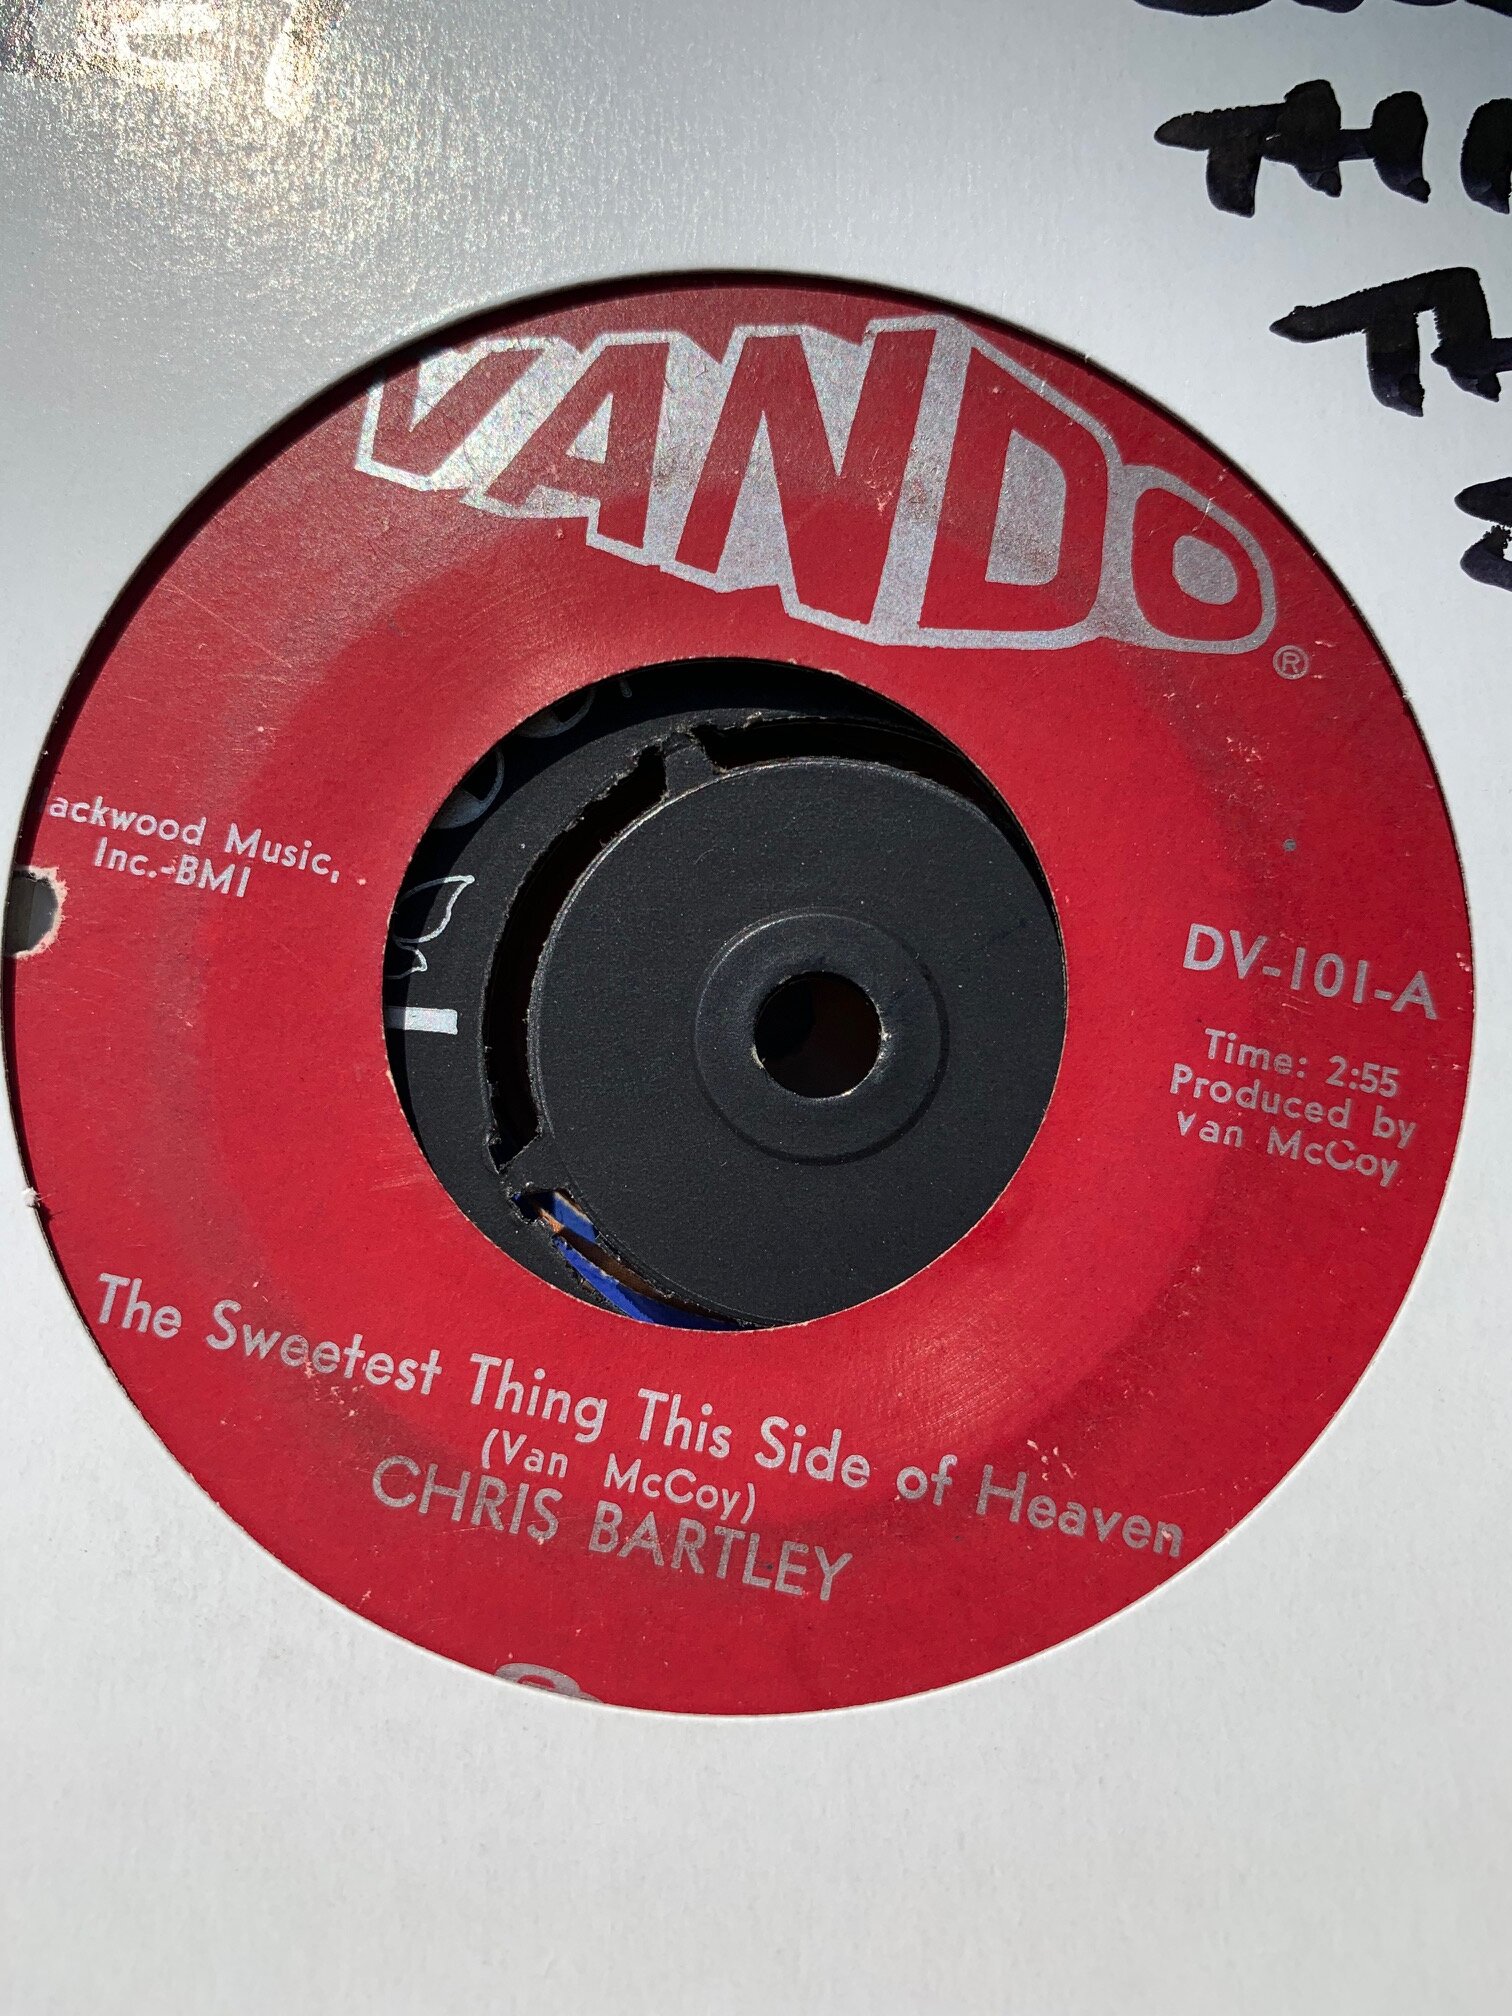 VANDO
®
ackwood Music,
Inc.-BMI
DV-101-A
Time: 2:55
Produced by
Van McCoy
The Sweetest Thing This Side of Heaven
(Van McCoy)
CHRIS BARTLEY